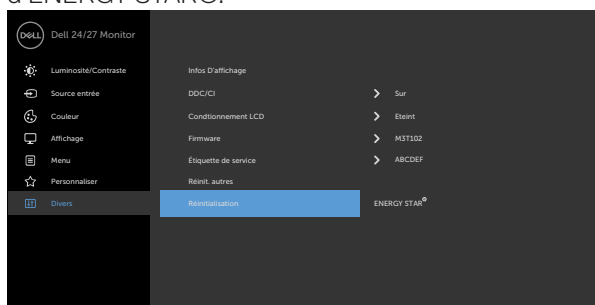 d'ENERGY STAR®.
DELL Dell 24/27 Monitor
Luminosité/Contraste Infos D'affichage
Source entrée DDC/CI Sur
Couleur Condtionnement LCD Eteint
Affichage Firmware M3T102
Menu Étiquette de service ABCDEF
Personnaliser Réinit. autres
Divers Réinitialisation ENERGY STAR®